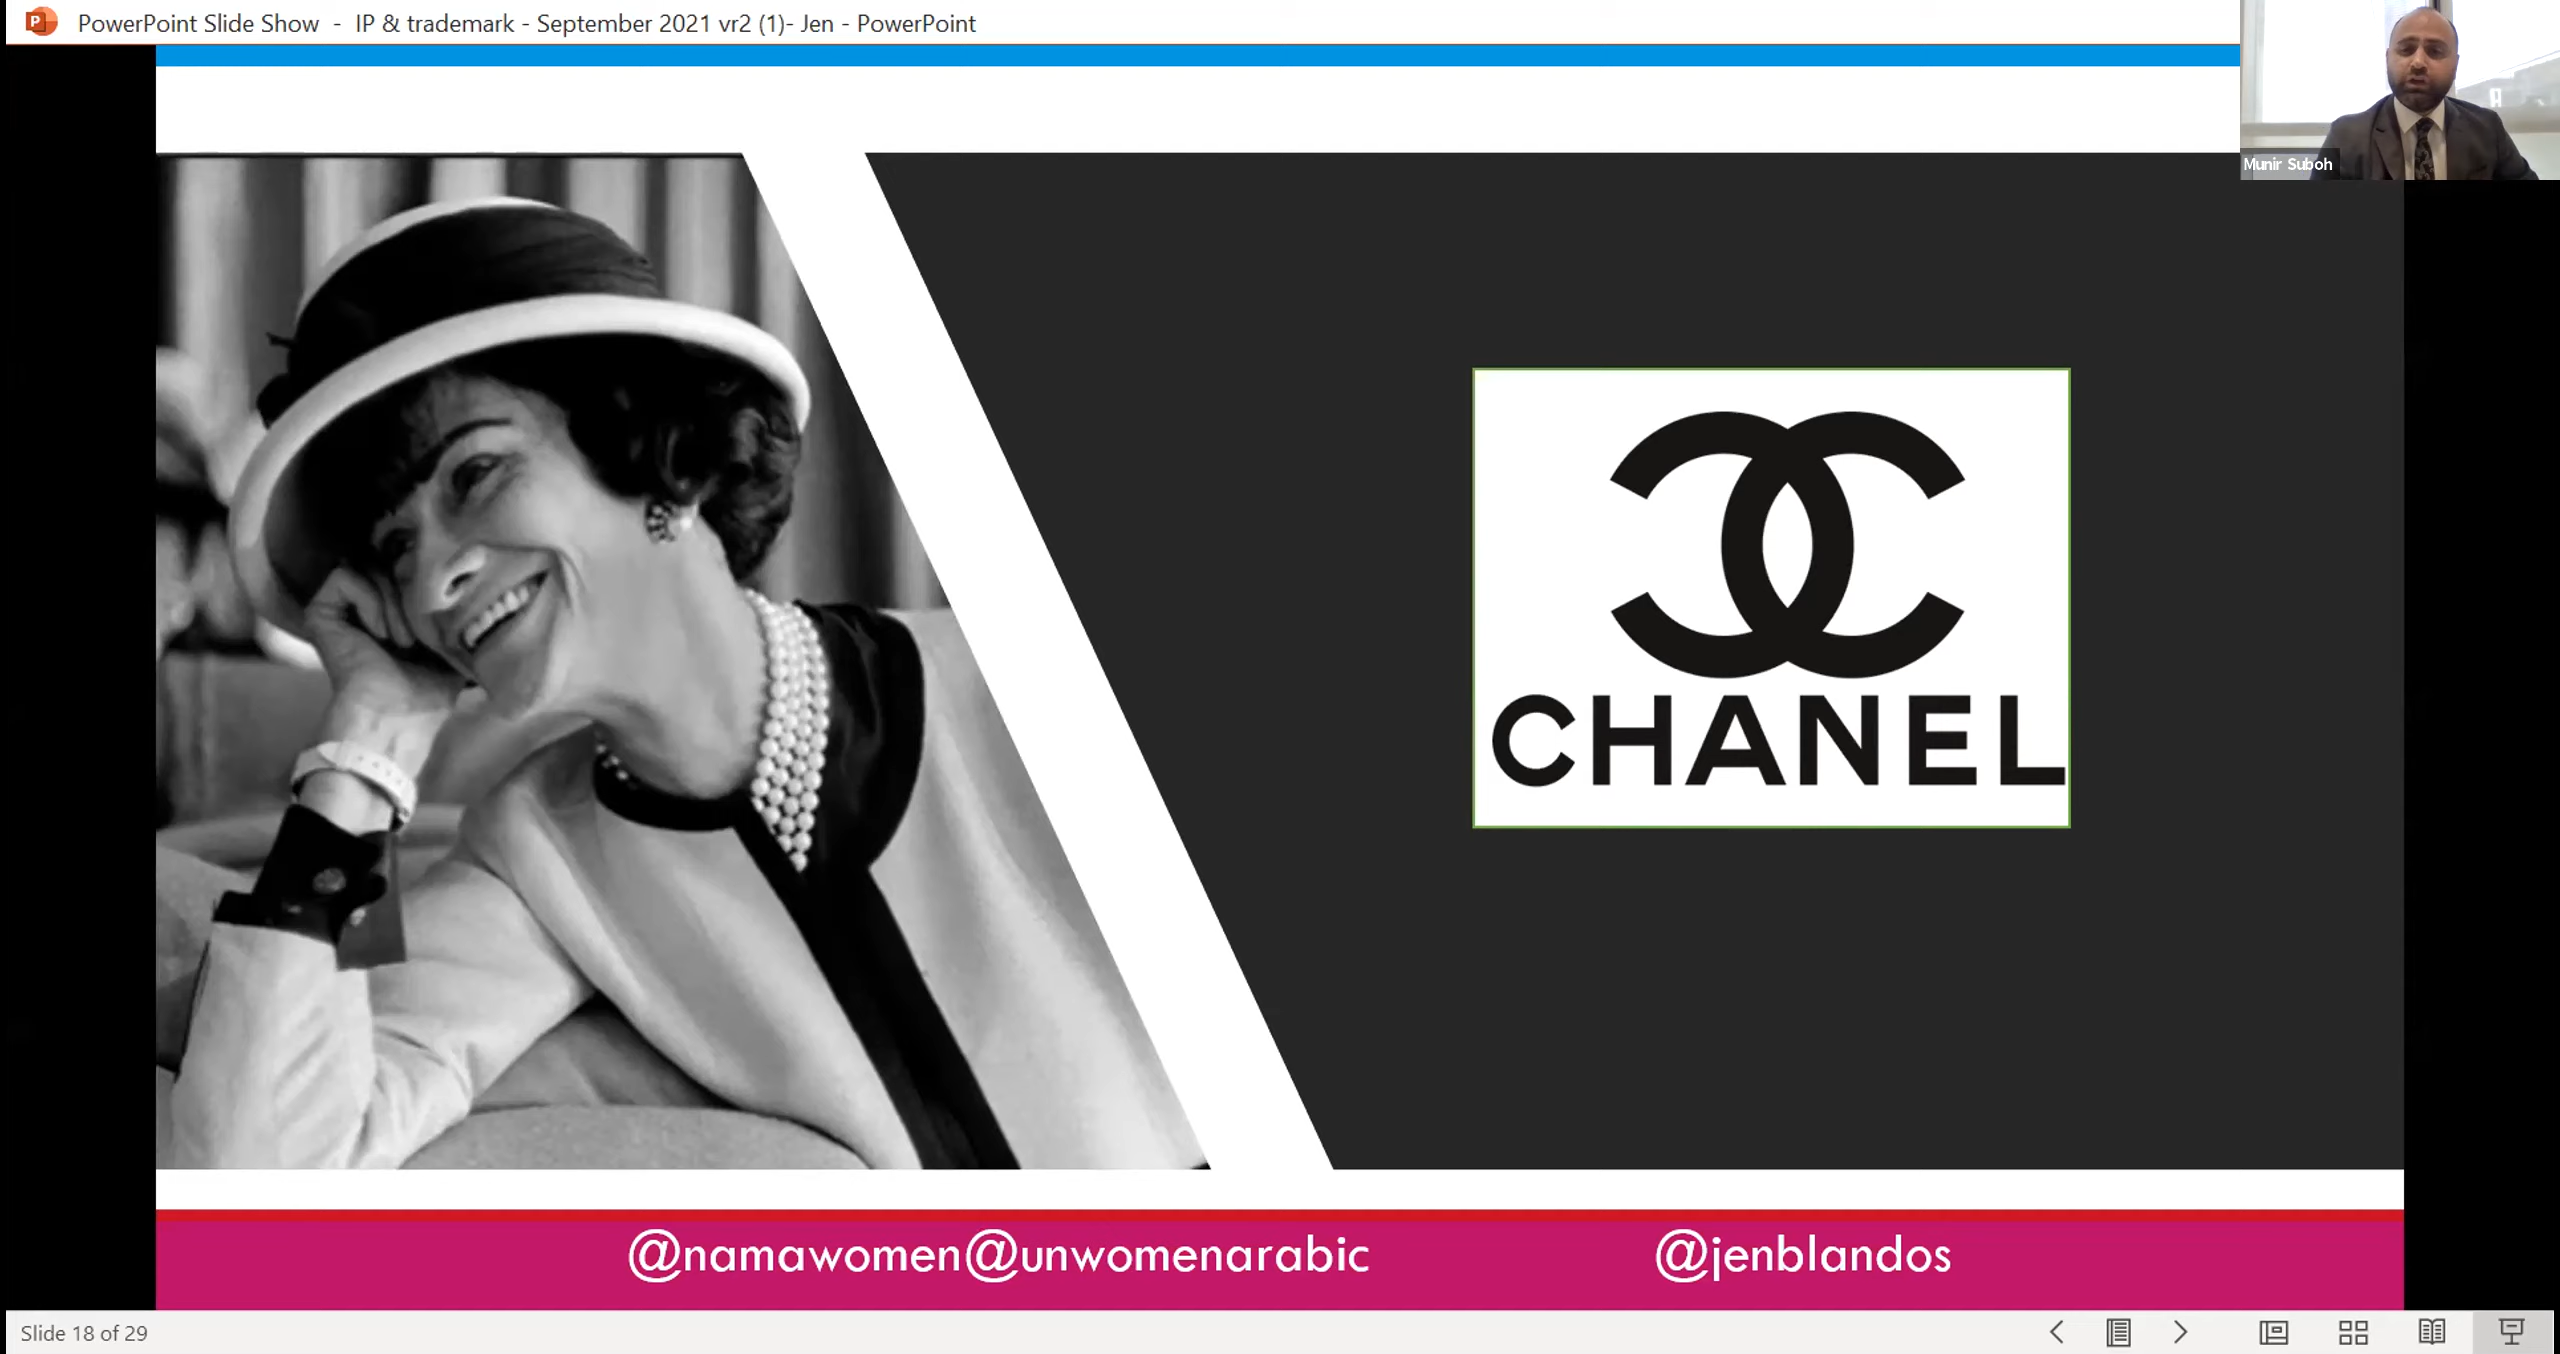 PowerPoint Slide Show - IP & trademark - September 2021 vr2 (1)- Jen - PowerPoint
Munir Suboh
CHANEL
@namawomen@unwomenarabic @jenblandos
Slide 18 of 29